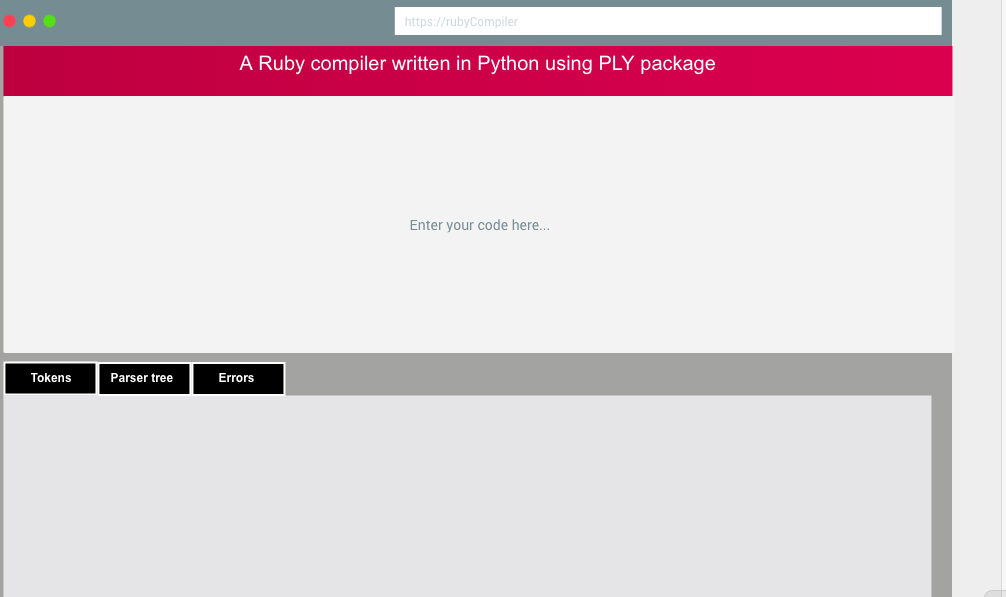 https://rubyCompiler
A Ruby compiler written in Python using PLY package
Enter your code here...
Tokens Parser tree Errors